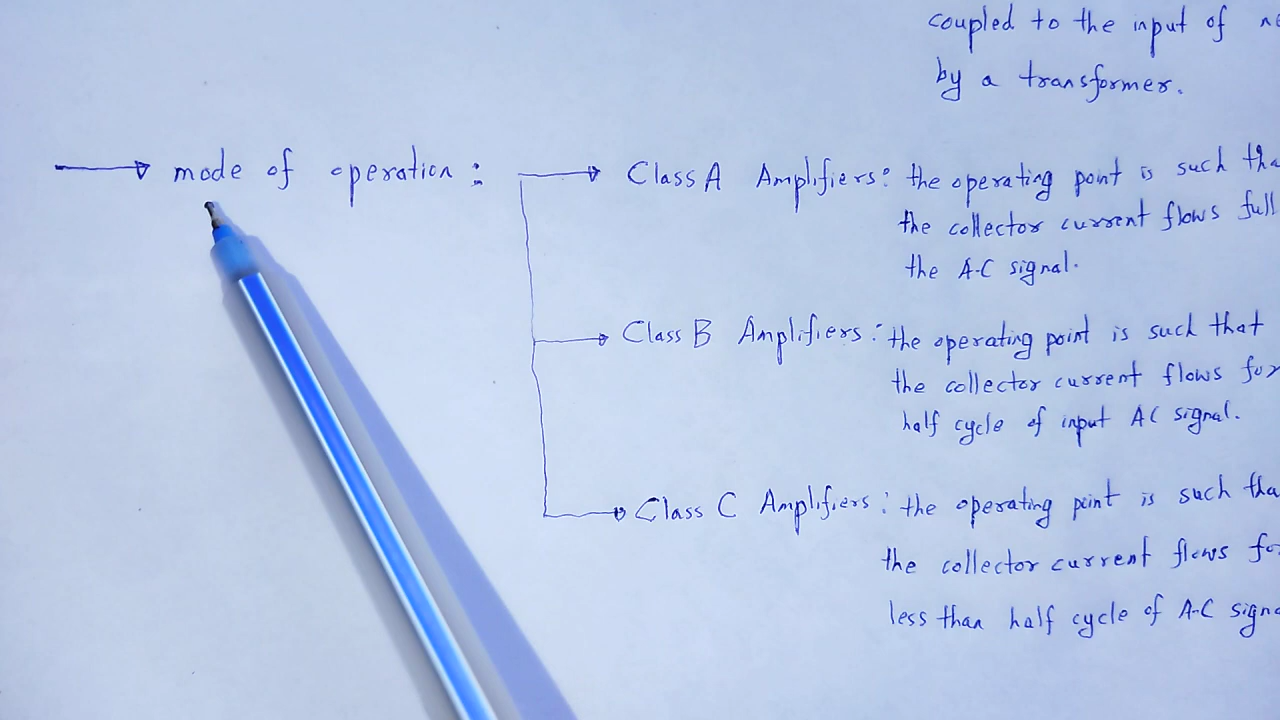 coupled to the input of
by a transformer.
mode of operation :
Class A Amplifiers: the operating point is such
the collector current flows full
the A-C signal.
Class B Amplifiers: the operating point is such that
the collector current flows for
half cycle of input AC signal.
Class C Amplifiers: the operating point is such
the collector current flows
less than half cycle of A-C